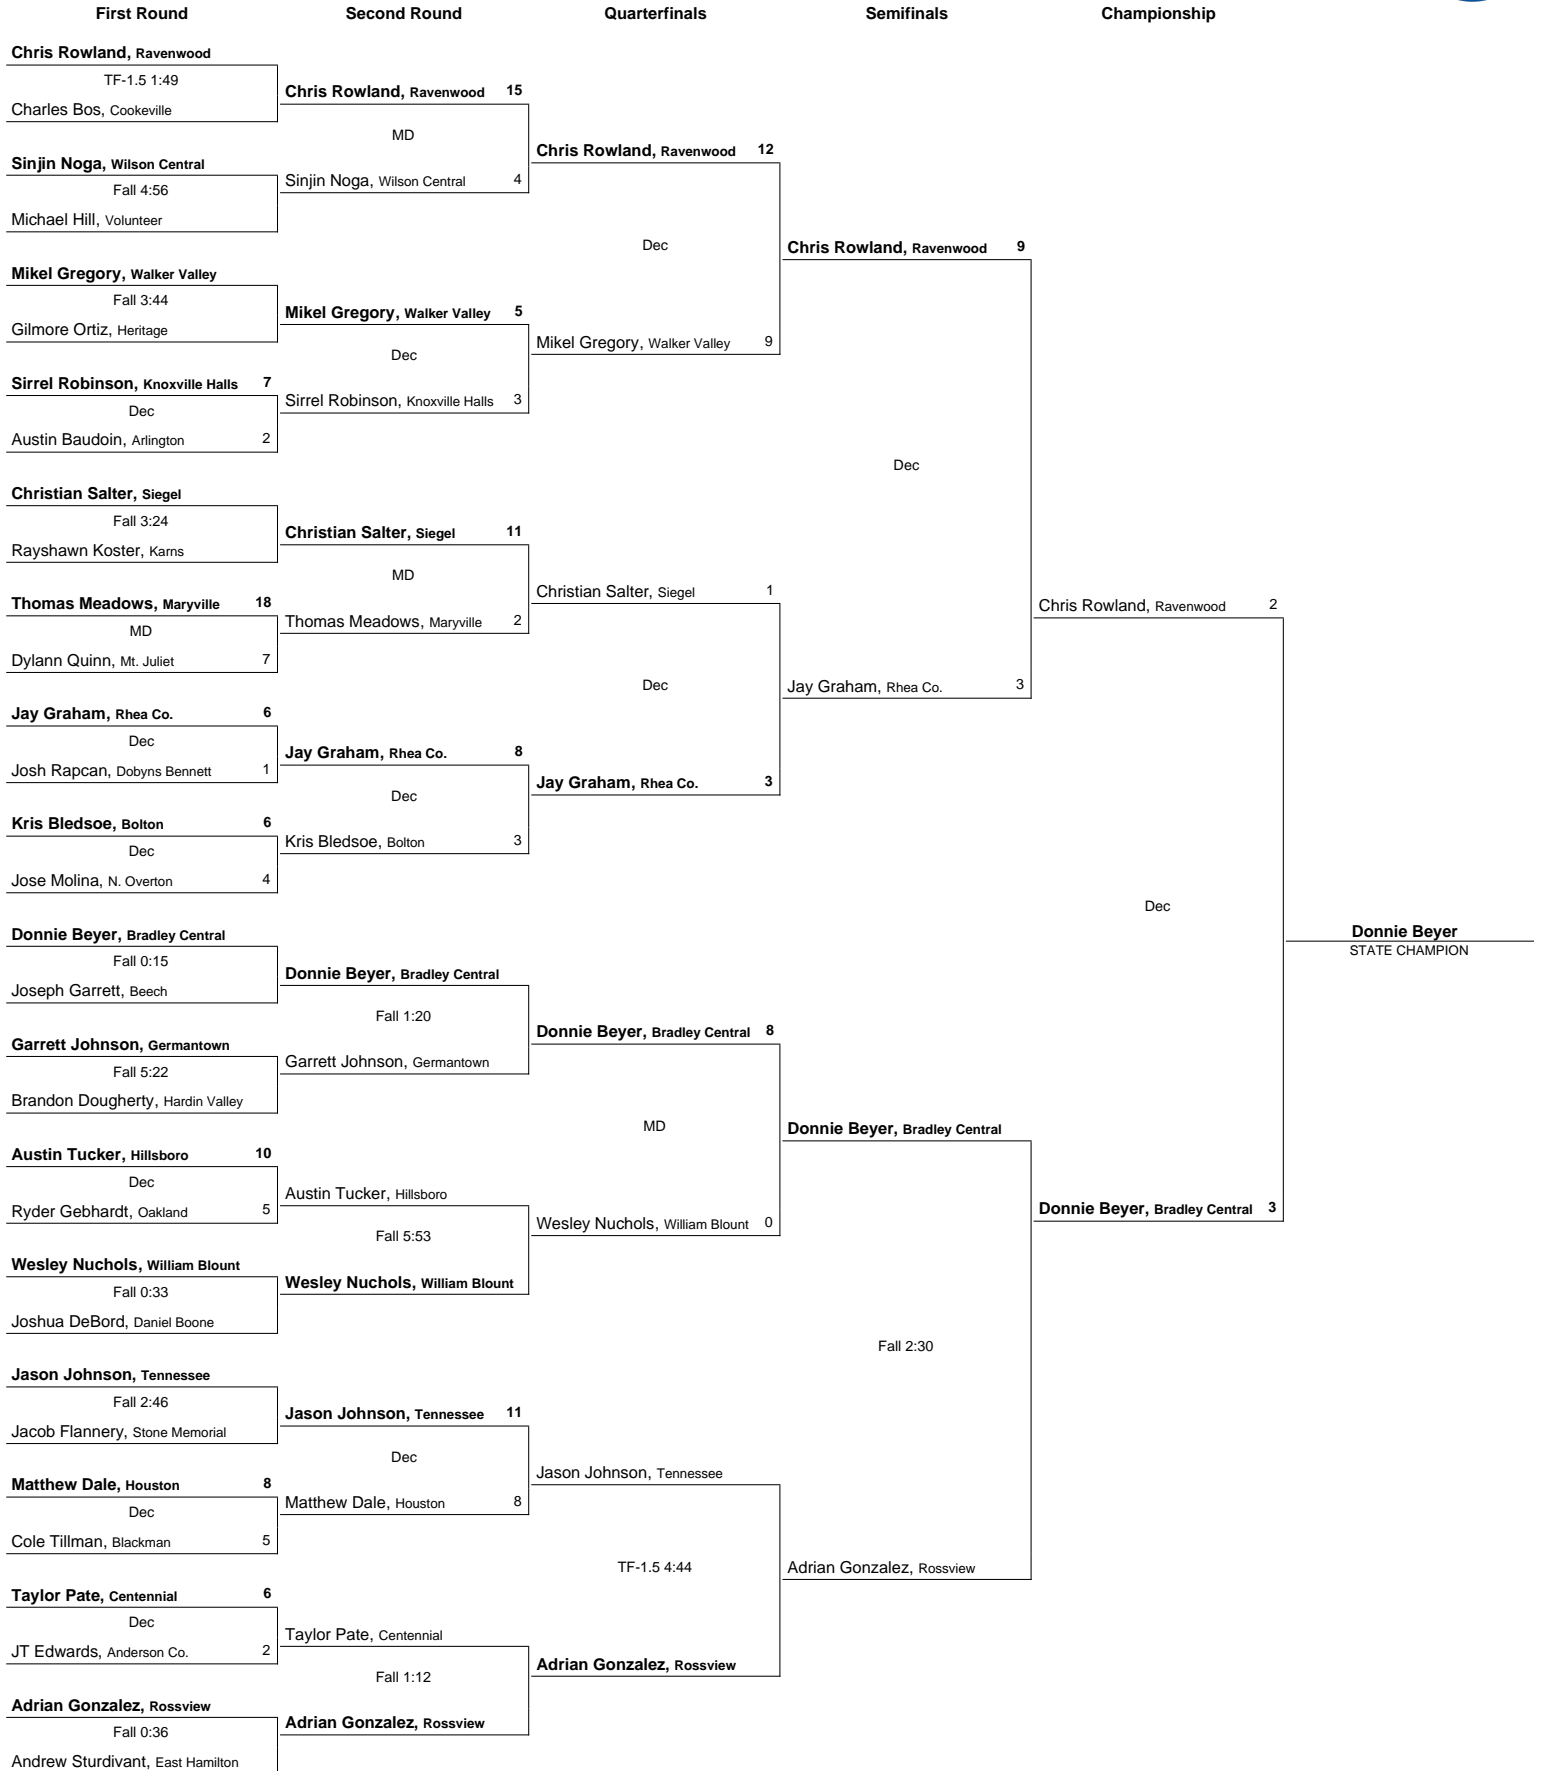 First Round
Second Round
Quarterfinals
Semifinals
Championship
Chris Rowland, Ravenwood
TF-1.5 1:49
Charles Bos, Cookeville
Sinjin Noga, Wilson Central
Fall 4:56
Michael Hill, Volunteer
Mikel Gregory, Walker Valley
Fall 3:44
Gilmore Ortiz, Heritage
Sirrel Robinson, Knoxville Halls 7
Dec
Austin Baudoin, Arlington 2
Christian Salter, Siegel
Fall 3:24
Rayshawn Koster, Karns
Thomas Meadows, Maryville 18
MD
Dylann Quinn, Mt. Juliet 7
Jay Graham, Rhea Co. 6
Dec
Josh Rapcan, Dobyns Bennett 1
Kris Bledsoe, Bolton 6
Dec
Jose Molina, N. Overton 4
Donnie Beyer, Bradley Central
Fall 0:15
Joseph Garrett, Beech
Garrett Johnson, Germantown
Fall 5:22
Brandon Dougherty, Hardin Valley
Austin Tucker, Hillsboro 10
Dec
Ryder Gebhardt, Oakland 5
Wesley Nuchols, William Blount
Fall 0:33
Joshua DeBord, Daniel Boone
Jason Johnson, Tennessee
Fall 2:46
Jacob Flannery, Stone Memorial
Matthew Dale, Houston 8
Dec
Cole Tillman, Blackman 5
Taylor Pate, Centennial 6
Dec
JT Edwards, Anderson Co. 2
Adrian Gonzalez, Rossview
Fall 0:36
Andrew Sturdivant, East Hamilton
Chris Rowland, Ravenwood 15
MD
Sinjin Noga, Wilson Central 4
Mikel Gregory, Walker Valley 5
Dec
Sirrel Robinson, Knoxville Halls 3
Christian Salter, Siegel 11
MD
Thomas Meadows, Maryville 2
Jay Graham, Rhea Co. 8
Dec
Kris Bledsoe, Bolton 3
Donnie Beyer, Bradley Central
Fall 1:20
Garrett Johnson, Germantown
Austin Tucker, Hillsboro
Fall 5:53
Wesley Nuchols, William Blount
Jason Johnson, Tennessee 11
Dec
Matthew Dale, Houston 8
Taylor Pate, Centennial
Fall 1:12
Adrian Gonzalez, Rossview
Chris Rowland, Ravenwood 12
Dec
Mikel Gregory, Walker Valley 9
Christian Salter, Siegel 1
Dec
Jay Graham, Rhea Co. 3
Donnie Beyer, Bradley Central 8
MD
Wesley Nuchols, William Blount 0
Jason Johnson, Tennessee
TF-1.5 4:44
Adrian Gonzalez, Rossview
Chris Rowland, Ravenwood 9
Dec
Jay Graham, Rhea Co. 3
Donnie Beyer, Bradley Central
Fall 2:30
Adrian Gonzalez, Rossview
Chris Rowland, Ravenwood 2
Dec
Donnie Beyer, Bradley Central 3
Donnie Beyer
STATE CHAMPION